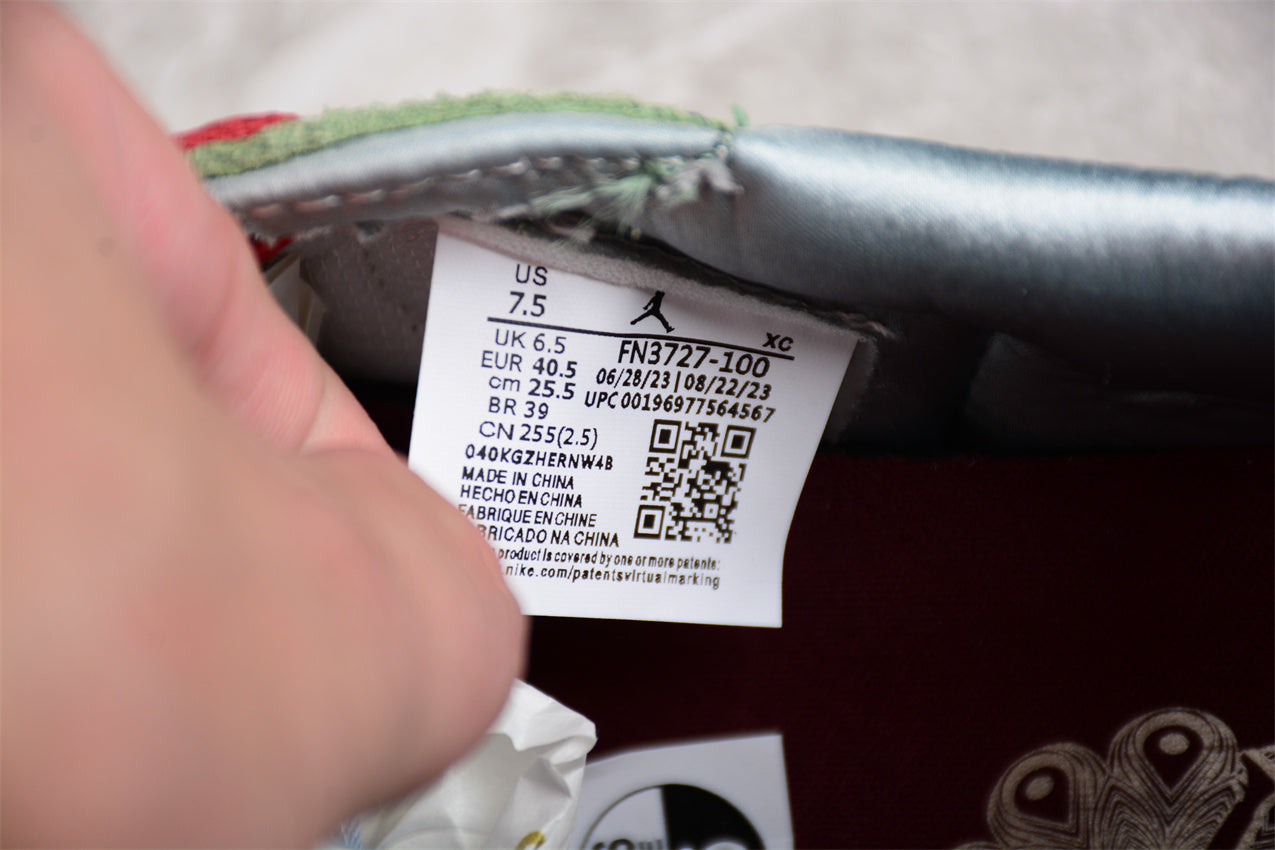 US
7.5
XC
UK 6.5
FN3727-100
EUR 40.5
06/28/23|08/22/23
cm 25.5
UPC 00196977564567
BR 39
CN 255(2.5)
040KGZHERNW4B
MADE IN CHINA
HECHO EN CHINA
FABRIQUE EN CHINE
BRICADO NA CHINA
product is covered by one or more patents:
nike.com/patentsvirtualmarking